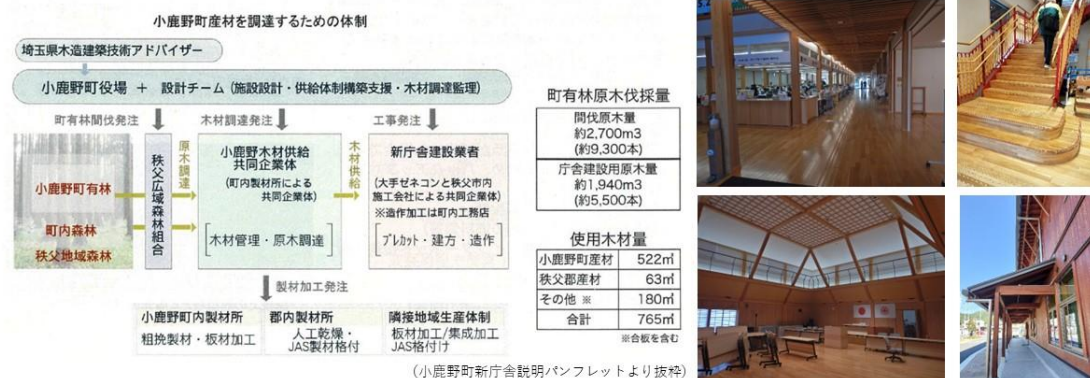 小鹿野町産材を調達するための体制
埼玉県木造建築技術アドバイザー
小鹿野町役場 + 設計チーム（施設設計・供給体制構築支援・木材調達監理）
町有林間伐発注
木材調達発注
工事発注
小鹿野町有林
町内森林
秩父地域森林
秩父広域森林組合
原木調達
小鹿野木材供給
共同企業体
（町内製材所による
共同企業体）
木材管理・原木調達
木材供給
新庁舎建設業者
（大手ゼネコンと秩父市内
施工会社による共同企業体）
※造作加工は町内工務店
プレカット・建方・造作
製材加工発注
小鹿野町内製材所
粗挽製材・板材加工
郡内製材所
人工乾燥・
JAS製材格付
隣接地域生産体制
板材加工/集成加工
JAS格付け
町有林原木伐採量
間伐原木量
約2,700m3
(約9,300本)
庁舎建設用原木量
約1,940m3
(約5,500本)
使用木材量
小鹿野町産材 522㎥
秩父郡産材 63㎥
その他 ※ 180㎥
合計 765㎥
※合板を含む
（小鹿野町新庁舎説明パンフレットより抜粋）